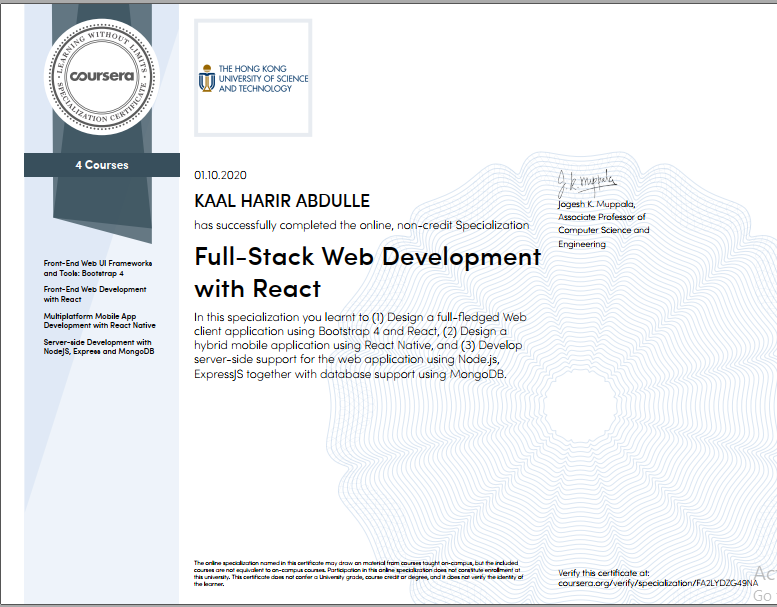 LEARNING WITHOUT LIMITS
coursera
SPECIALIZATION CERTIFICATE
4 Courses
Front-End Web UI Frameworks
and Tools: Bootstrap 4
Front-End Web Development
with React
Multiplatform Mobile App
Development with React Native
Server-side Development with
NodeJS, Express and MongoDB
THE HONG KONG
UNIVERSITY OF SCIENCE
AND TECHNOLOGY
01.10.2020
KAAL HARIR ABDULLE
has successfully completed the online, non-credit Specialization
Full-Stack Web Development
with React
In this specialization you learnt to (1) Design a full-fledged Web
client application using Bootstrap 4 and React, (2) Design a
hybrid mobile application using React Native, and (3) Develop
server-side support for the web application using Node.js,
ExpressJS together with database support using MongoDB.
J. K. Muppala
Jogesh K. Muppala,
Associate Professor of
Computer Science and
Engineering
The online specialization named in this certificate may draw on material from courses taught on-campus, but the included
courses are not equivalent to on-campus courses. Participation in this online specialization does not constitute enrollment at
this university. This certificate does not confer a University grade, course credit or degree, and it does not verify the identity of
the learner.
Verify this certificate at:
coursera.org/verify/specialization/FA2LYDZG49NA
Ac
Go